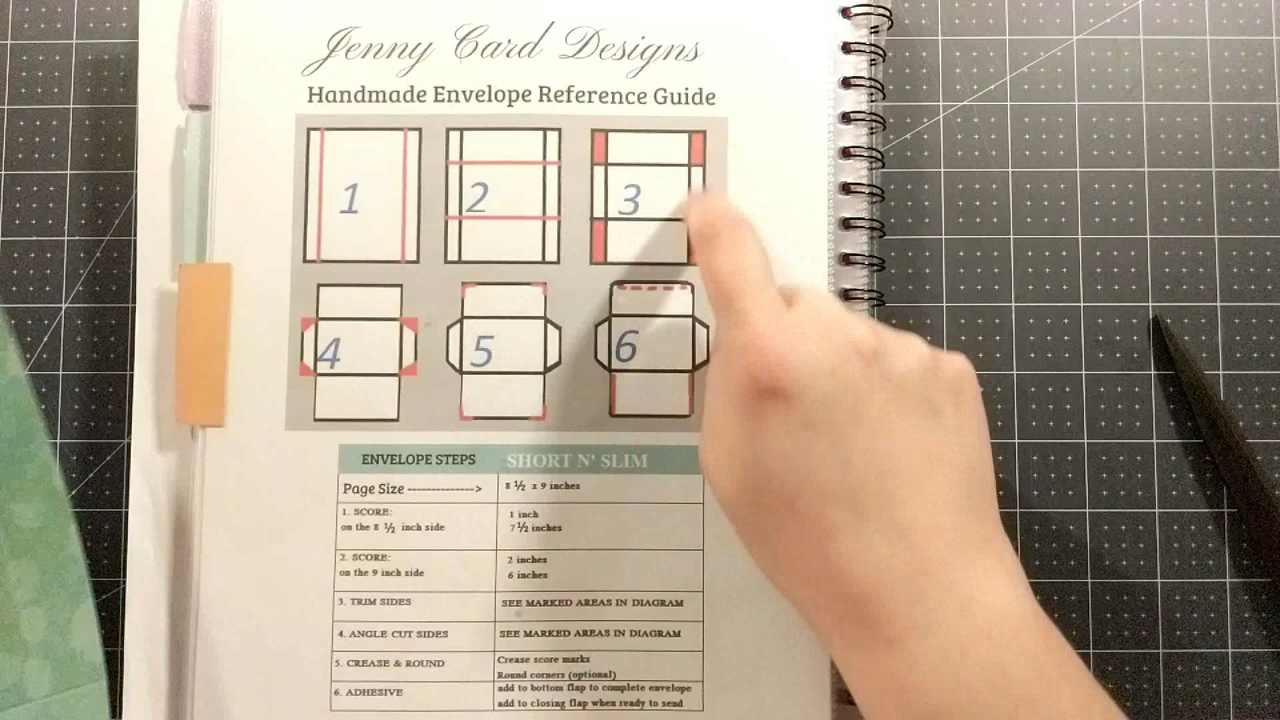 Jenny Card Designs
Handmade Envelope Reference Guide
1 2 3
4 5 6
ENVELOPE STEPS SHORT N' SLIM
Page Size --------------> 8 ½ x 9 inches
1. SCORE: 1 inch
on the 8 ½ inch side 7 ½ inches
2. SCORE: 2 inches
on the 9 inch side 6 inches
3. TRIM SIDES SEE MARKED AREAS IN DIAGRAM
4. ANGLE CUT SIDES SEE MARKED AREAS IN DIAGRAM
5. CREASE & ROUND Crease score marks
Round corners (optional)
6. ADHESIVE add to bottom flap to complete envelope
add to closing flap when ready to send